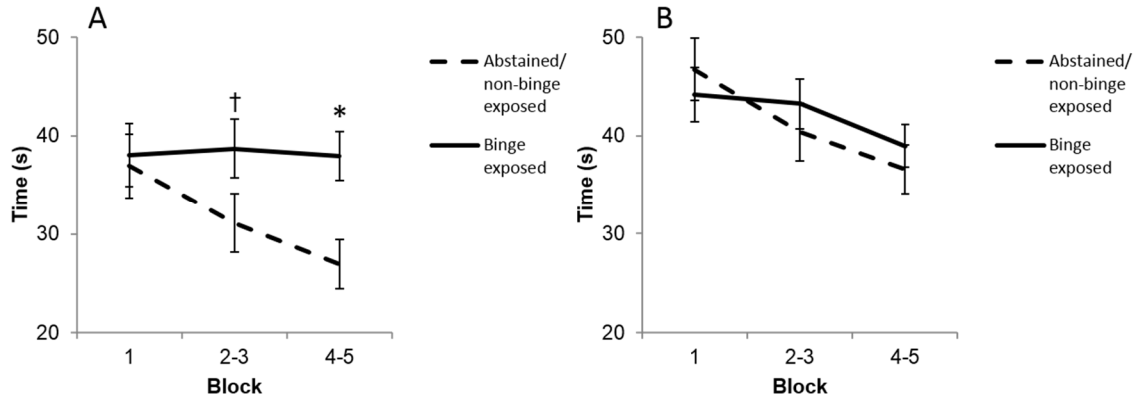 A
50
40
30
20
Time (s)
†
*
1
2-3
4-5
Block
Abstained/
non-binge
exposed
Binge
exposed
B
50
40
30
20
Time (s)
1
2-3
4-5
Block
Abstained/
non-binge
exposed
Binge
exposed